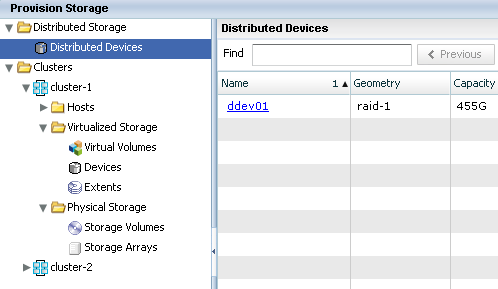 Provision Storage
Distributed Storage
Distributed Devices
Clusters
cluster-1
Hosts
Virtualized Storage
Virtual Volumes
Devices
Extents
Physical Storage
Storage Volumes
Storage Arrays
cluster-2
Distributed Devices
Find Previous
Name 1 Geometry Capacity
ddev01 raid-1 455G